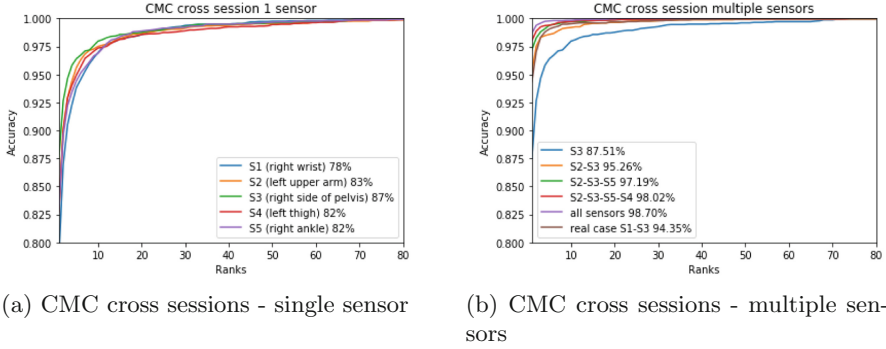 CMC cross session 1 sensor
1.000
0.975
0.950
0.925
0.900
0.875
0.850
0.825
0.800
Accuracy
10 20 30 40 50 60 70 80
Ranks
S1 (right wrist) 78%
S2 (left upper arm) 83%
S3 (right side of pelvis) 87%
S4 (left thigh) 82%
S5 (right ankle) 82%
(a) CMC cross sessions - single sensor
CMC cross session multiple sensors
1.000
0.975
0.950
0.925
0.900
0.875
0.850
0.825
0.800
Accuracy
10 20 30 40 50 60 70 80
Ranks
S3 87.51%
S2-S3 95.26%
S2-S3-S5 97.19%
S2-S3-S5-S4 98.02%
all sensors 98.70%
real case S1-S3 94.35%
(b) CMC cross sessions - multiple sen-
sors